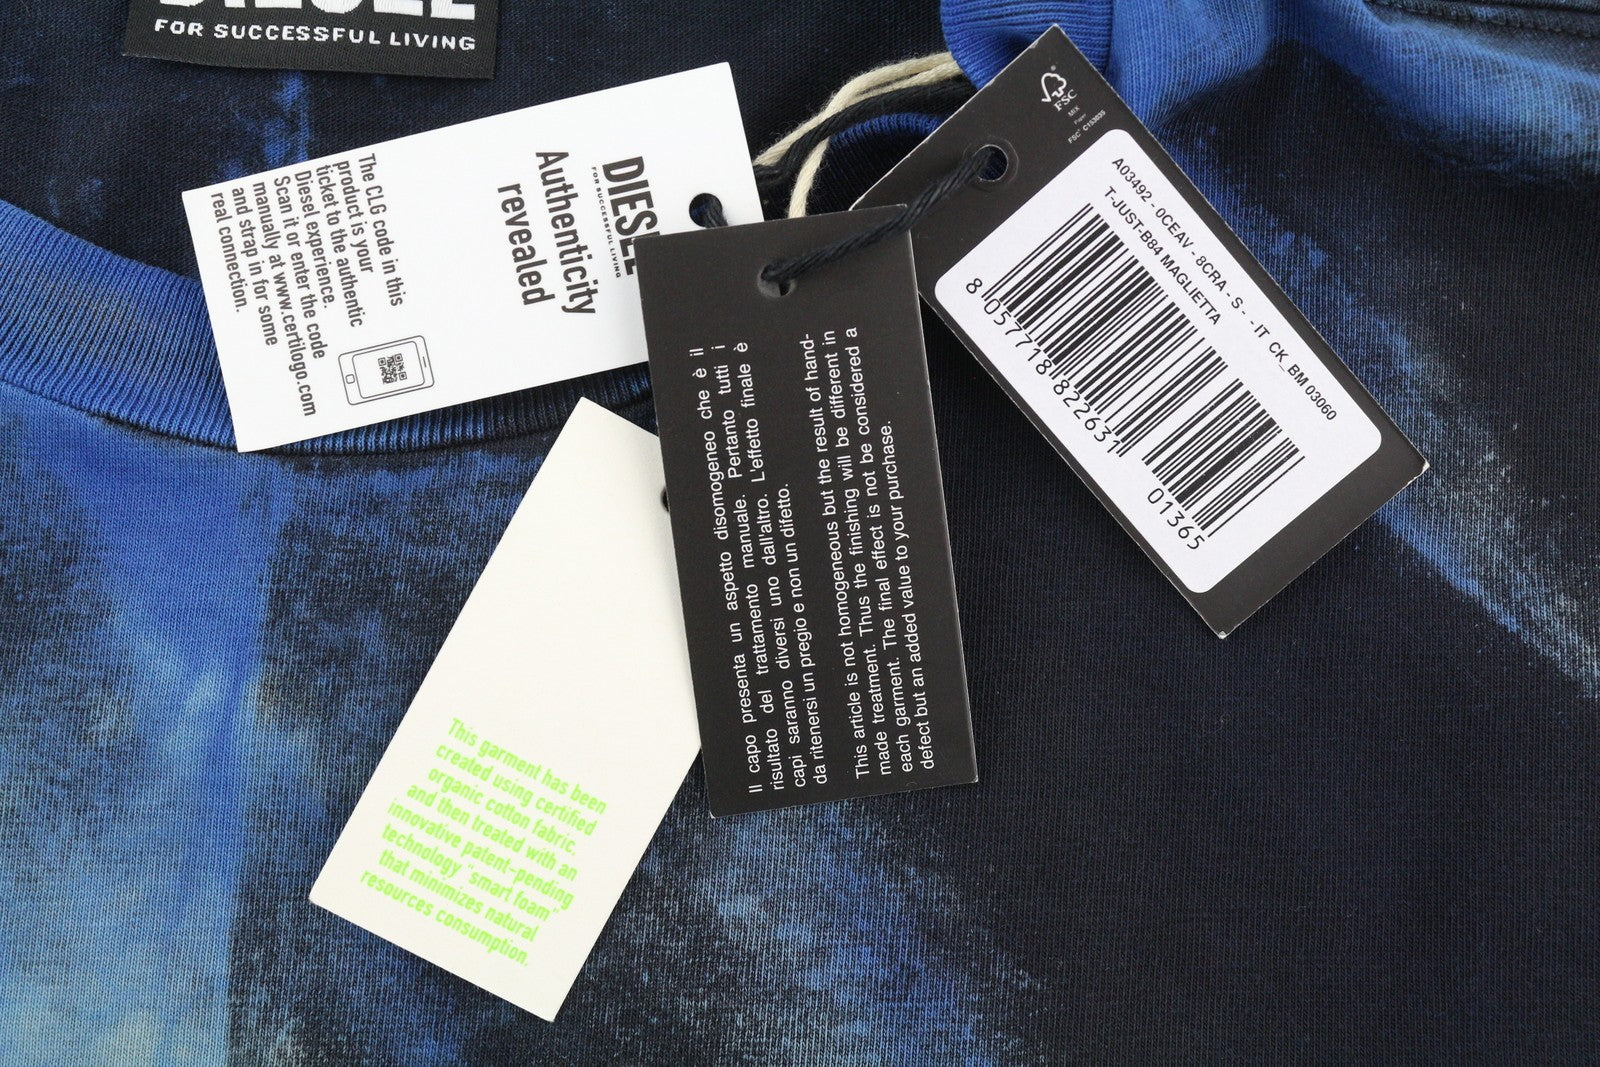 DIESEL
FOR SUCCESSFUL LIVING
DIESEL
FOR SUCCESSFUL LIVING
Authenticity
revealed
The CLG code in this
product is your
ticket to the authentic
Diesel experience.
Scan it or enter the code
manually at www.certilogo.com
and strap in for some
real connection.
This garment has been
created using certified
organic cotton fabric.
and then treated with an
innovative patent-pending
technology "smart foam"
that minimizes natural
resources consumption.
Il capo presenta un aspetto disomogeneo che è il
risultato del trattamento manuale. Pertanto tutti i
capi saranno diversi uno dall'altro. L'effetto finale è
da ritenersi un pregio e non un difetto.
This article is not homogeneous but the result of hand-
made treatment. Thus the finishing will be different in
each garment. The final effect is not be considered a
defect but an added value to your purchase.
FSC
MIX
Paper
FSC® C153035
A03492 - 0CEAV - 8CRA - S - - IT CK_BM 03060
T-JUST-B84 MAGLIETTA
8 057718 822631
01365